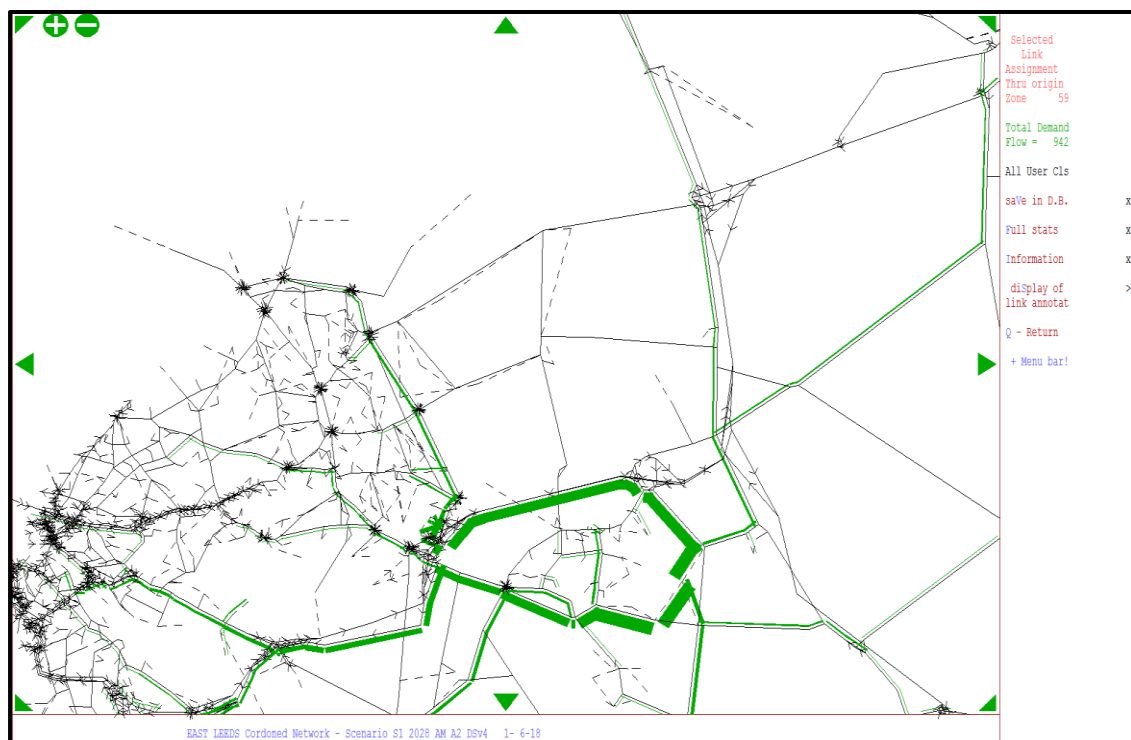 Selected
Link
Assignment
Thru origin
Zone 59
Total Demand
Flow = 942
All User Cls
saVe in D.B. x
Full stats x
Information x
diSplay of >
link annotat
Q - Return
+ Menu bar!
EAST LEEDS Cordoned Network - Scenario S1 2028 AM A2 DSv4 1- 6-18